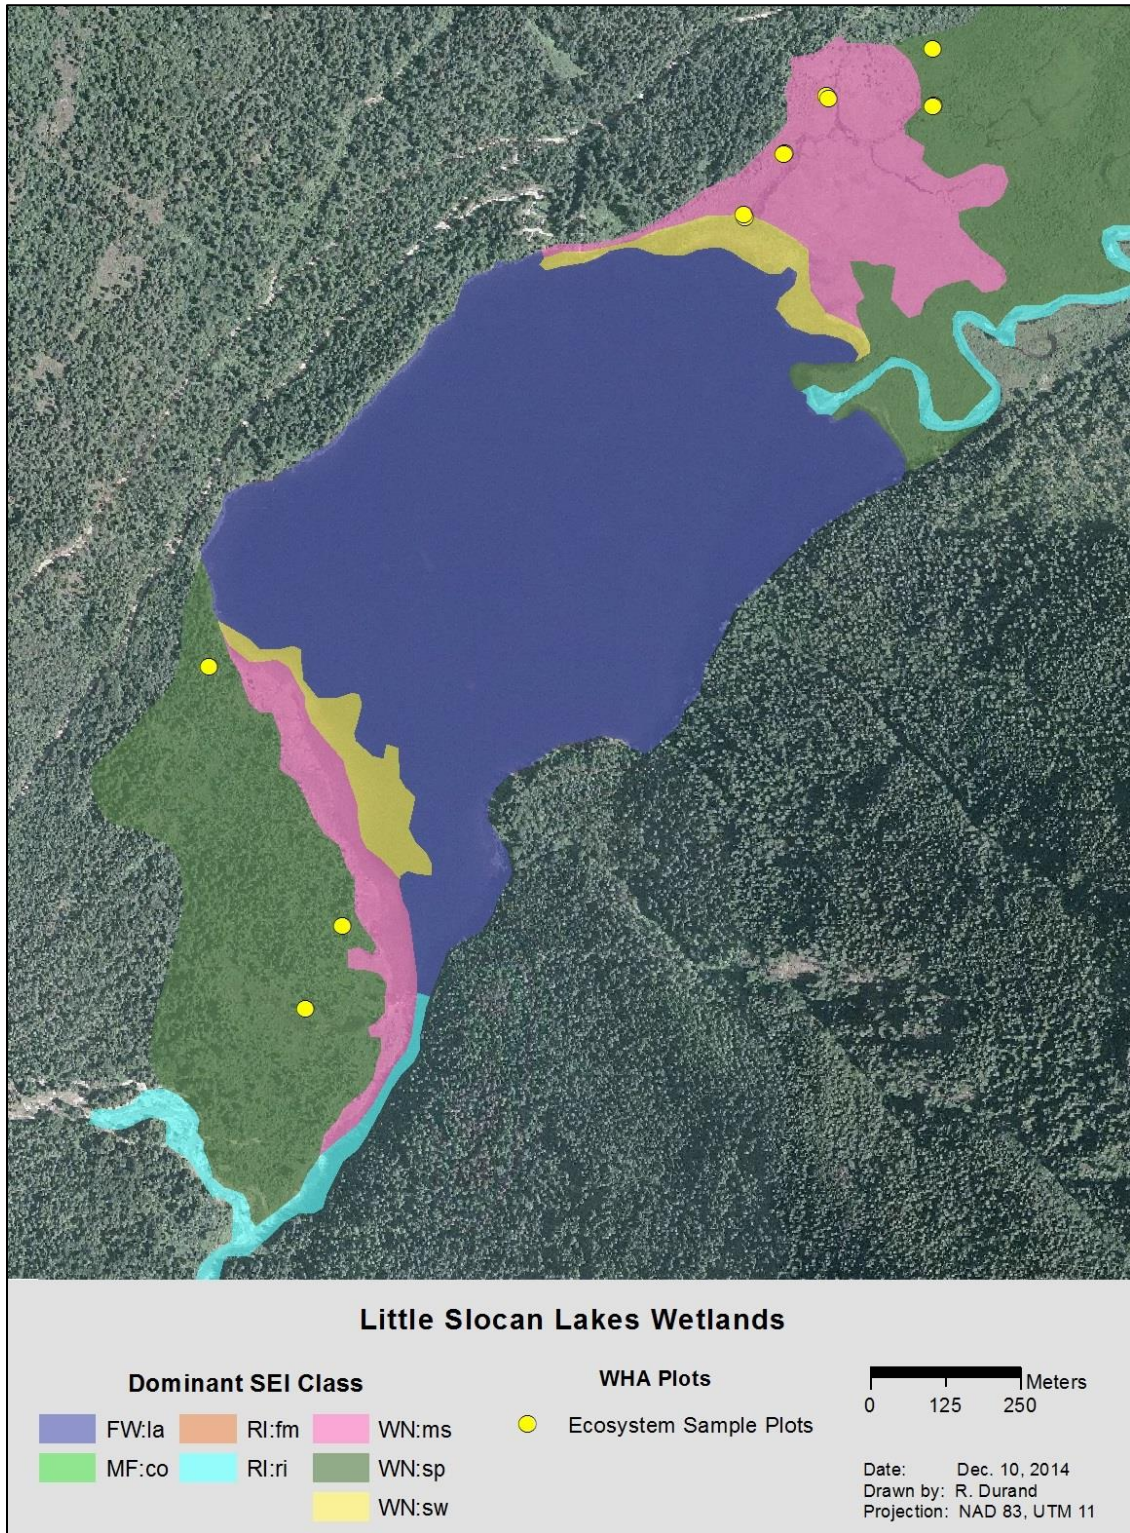 Little Slocan Lakes Wetlands
Dominant SEI Class
FW:la RI:fm WN:ms
MF:co RI:ri WN:sp
WN:sw
WHA Plots
Ecosystem Sample Plots
Meters
0 125 250
Date: Dec. 10, 2014
Drawn by: R. Durand
Projection: NAD 83, UTM 11